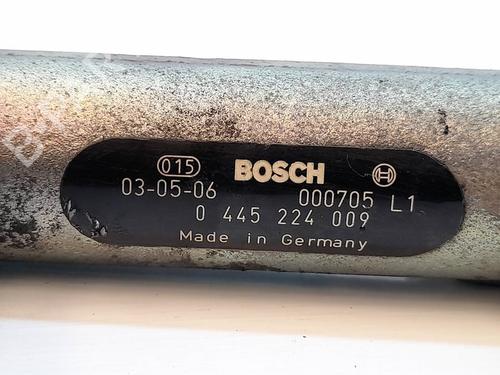 015 BOSCH
03-05-06 000705 L1
0 445 224 009
Made in Germany